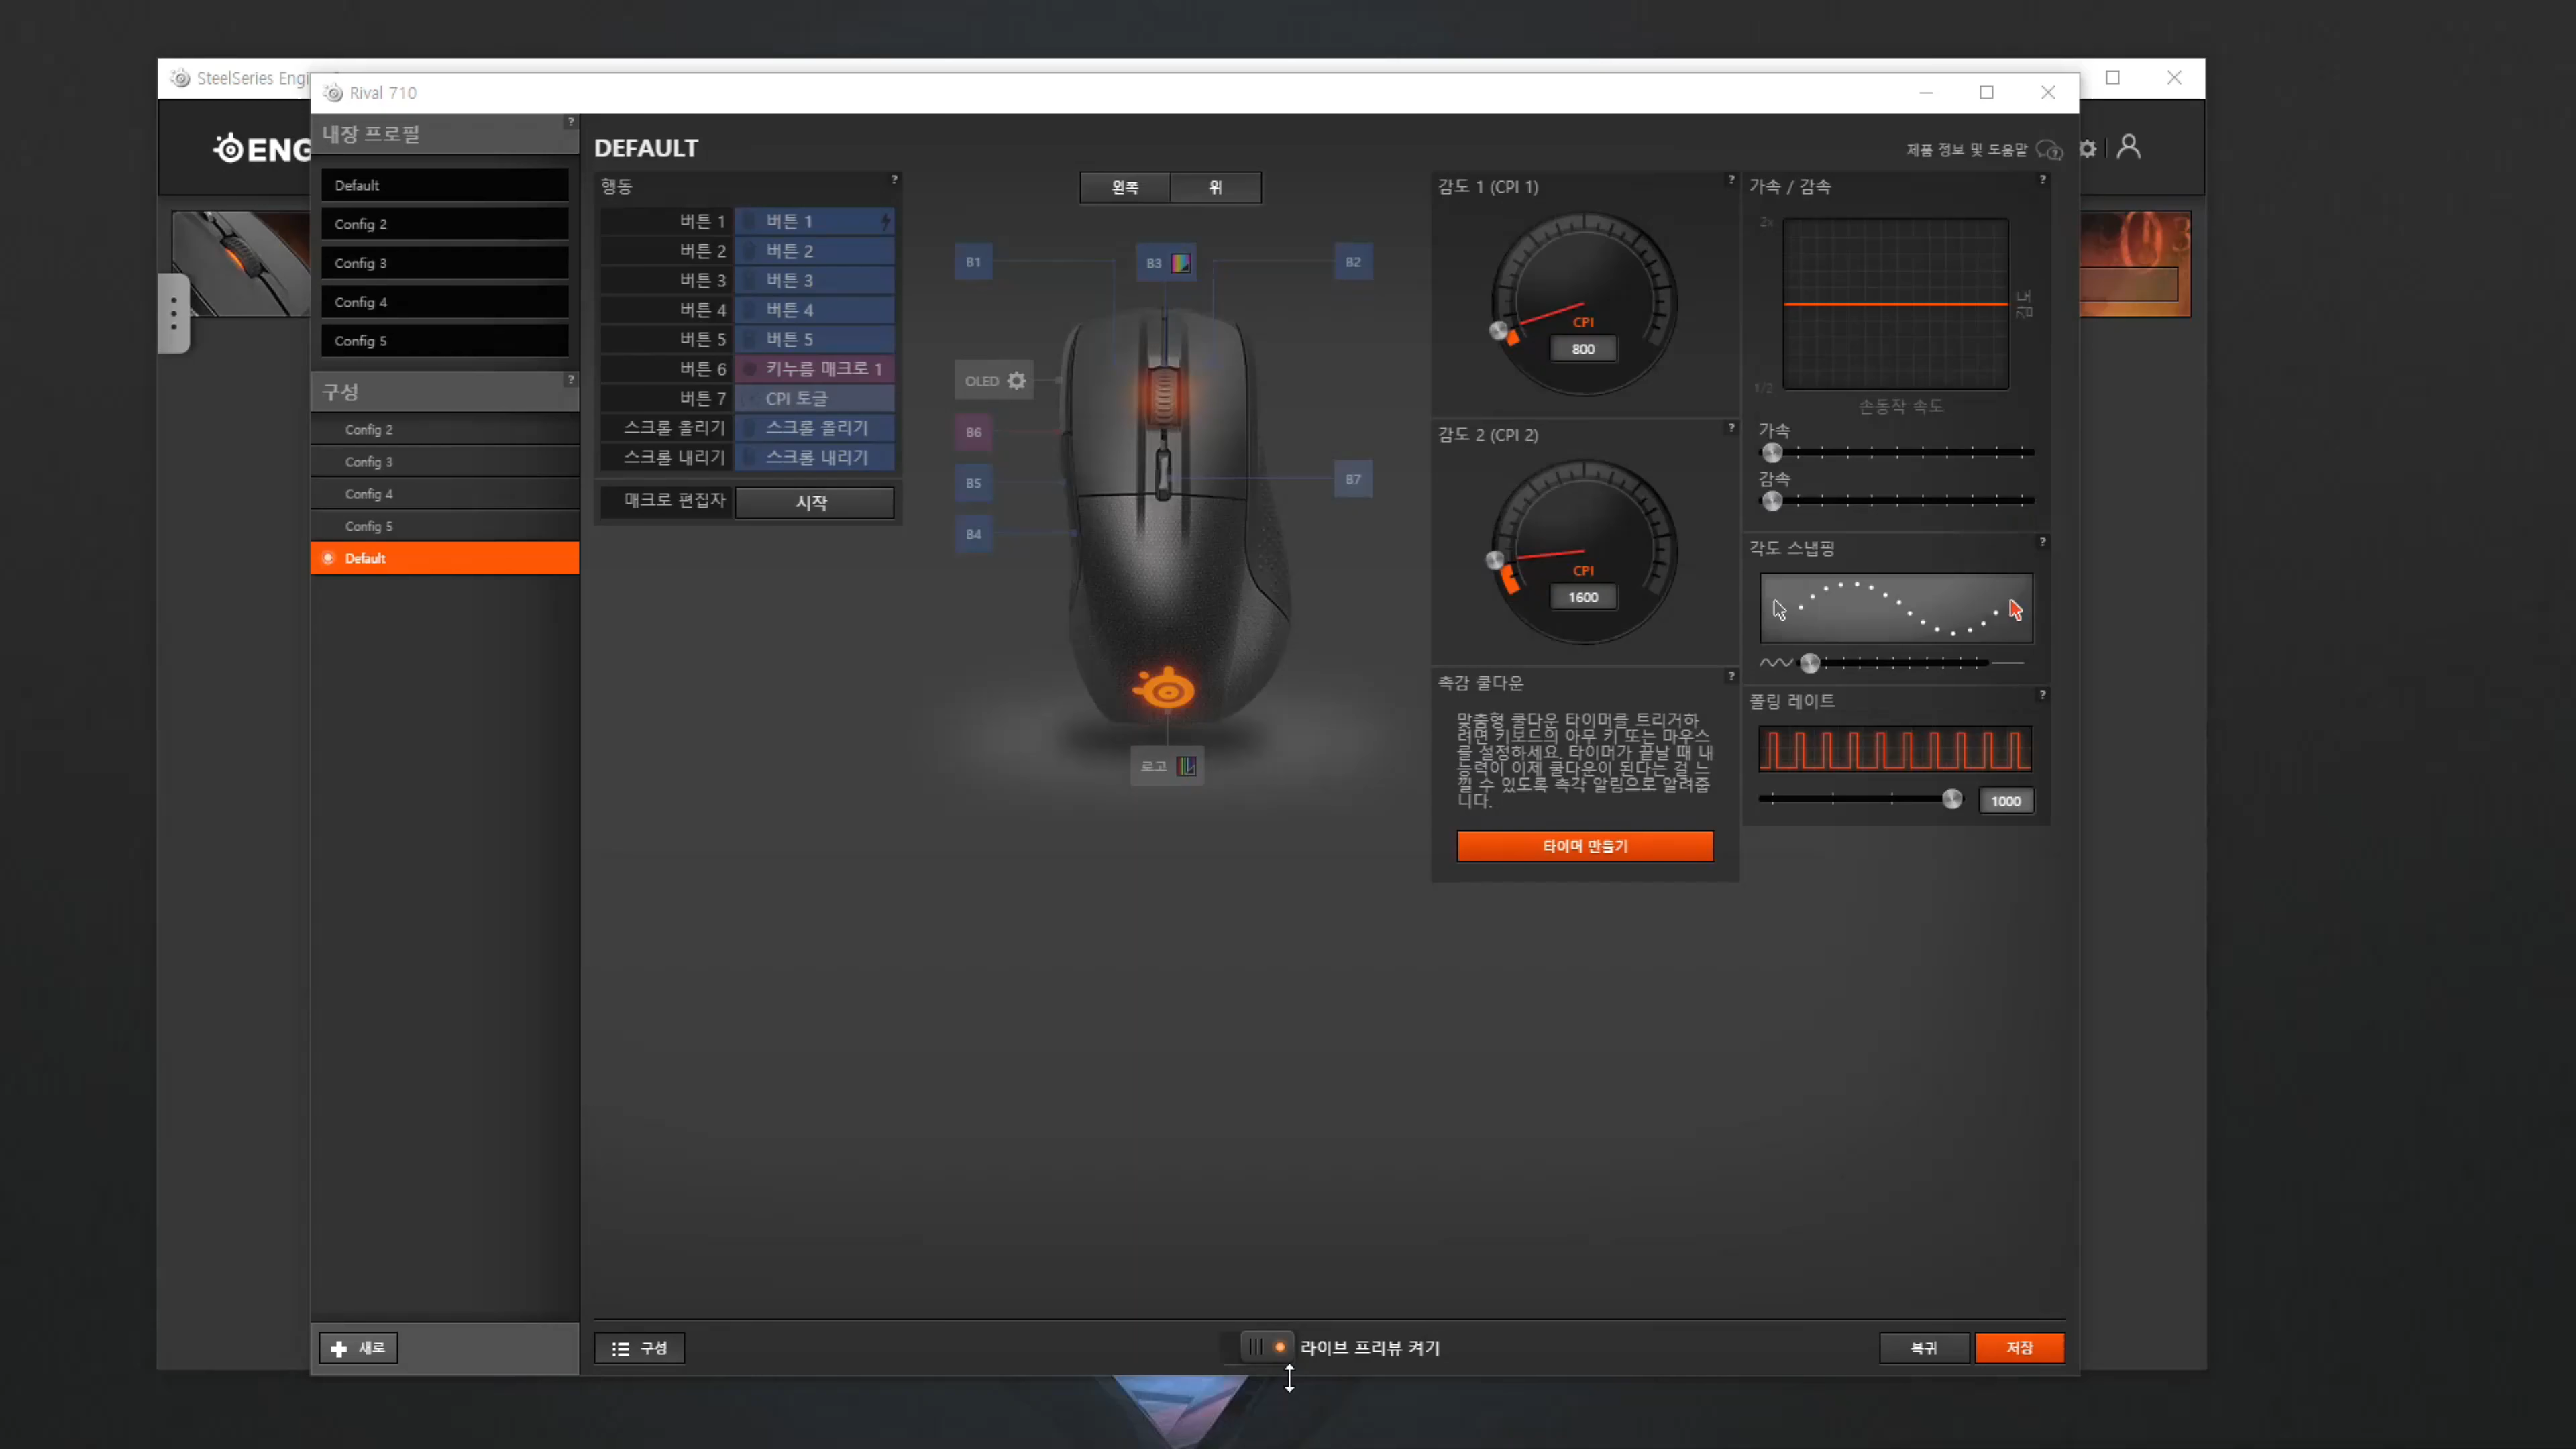 SteelSeries Engi
Rival 710
ENG
내장 프로필
?
Default
Config 2
Config 3
Config 4
Config 5
구성
?
Config 2
Config 3
Config 4
Config 5
Default
새로
DEFAULT
제품 정보 및 도움말
행동
?
버튼 1 버튼 1
버튼 2 버튼 2
버튼 3 버튼 3
버튼 4 버튼 4
버튼 5 버튼 5
버튼 6 키누름 매크로 1
버튼 7 CPI 토글
스크롤 올리기 스크롤 올리기
스크롤 내리기 스크롤 내리기
매크로 편집자 시작
왼쪽 위
B1 B3 B2
OLED
B6
B5 B7
B4
로고
감도 1 (CPI 1)
?
CPI
800
감도 2 (CPI 2)
?
CPI
1600
촉감 쿨다운
?
맞춤형 쿨다운 타이머를 트리거하
려면 키보드의 아무 키 또는 마우스
를 설정하세요. 타이머가 끝날 때 내
능력이 이제 쿨다운이 된다는 걸 느
낄 수 있도록 촉각 알림으로 알려줍
니다.
타이머 만들기
가속 / 감속
?
2x
1/2
손동작 속도
가속
감속
각도 스냅핑
?
폴링 레이트
?
1000
구성
라이브 프리뷰 켜기
복귀
저장